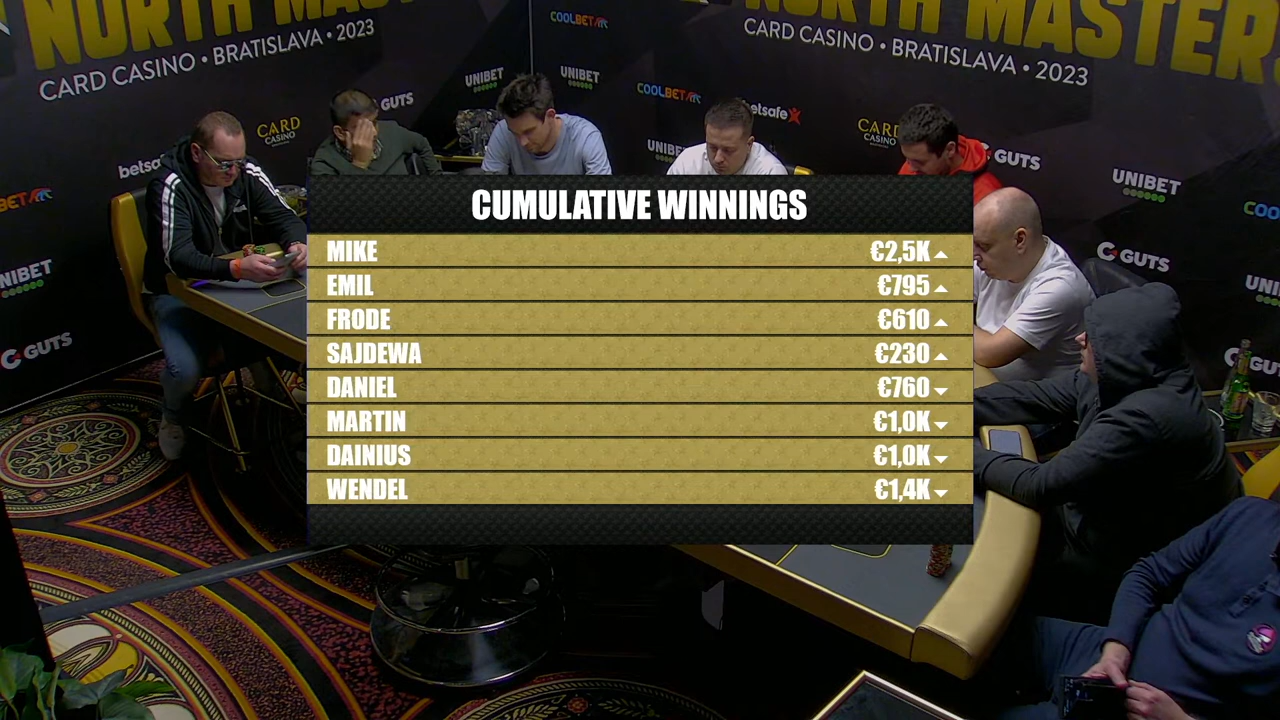 NORTH MASTERS
CARD CASINO • BRATISLAVA • 2023
NORTH MASTERS
CARD CASINO • BRATISLAVA • 2023
COOLBET
UNIBET
UNIBET
GUTS
COOLBET
betsafe
CARD
CASINO
UNIBET
CARD
CASINO
GUTS
UNIBET
UNIBET
GUTS
GUTS
CUMULATIVE WINNINGS
MIKE €2,5K
EMIL €795
FRODE €610
SAJDEWA €230
DANIEL €760
MARTIN €1,0K
DAINIUS €1,0K
WENDEL €1,4K